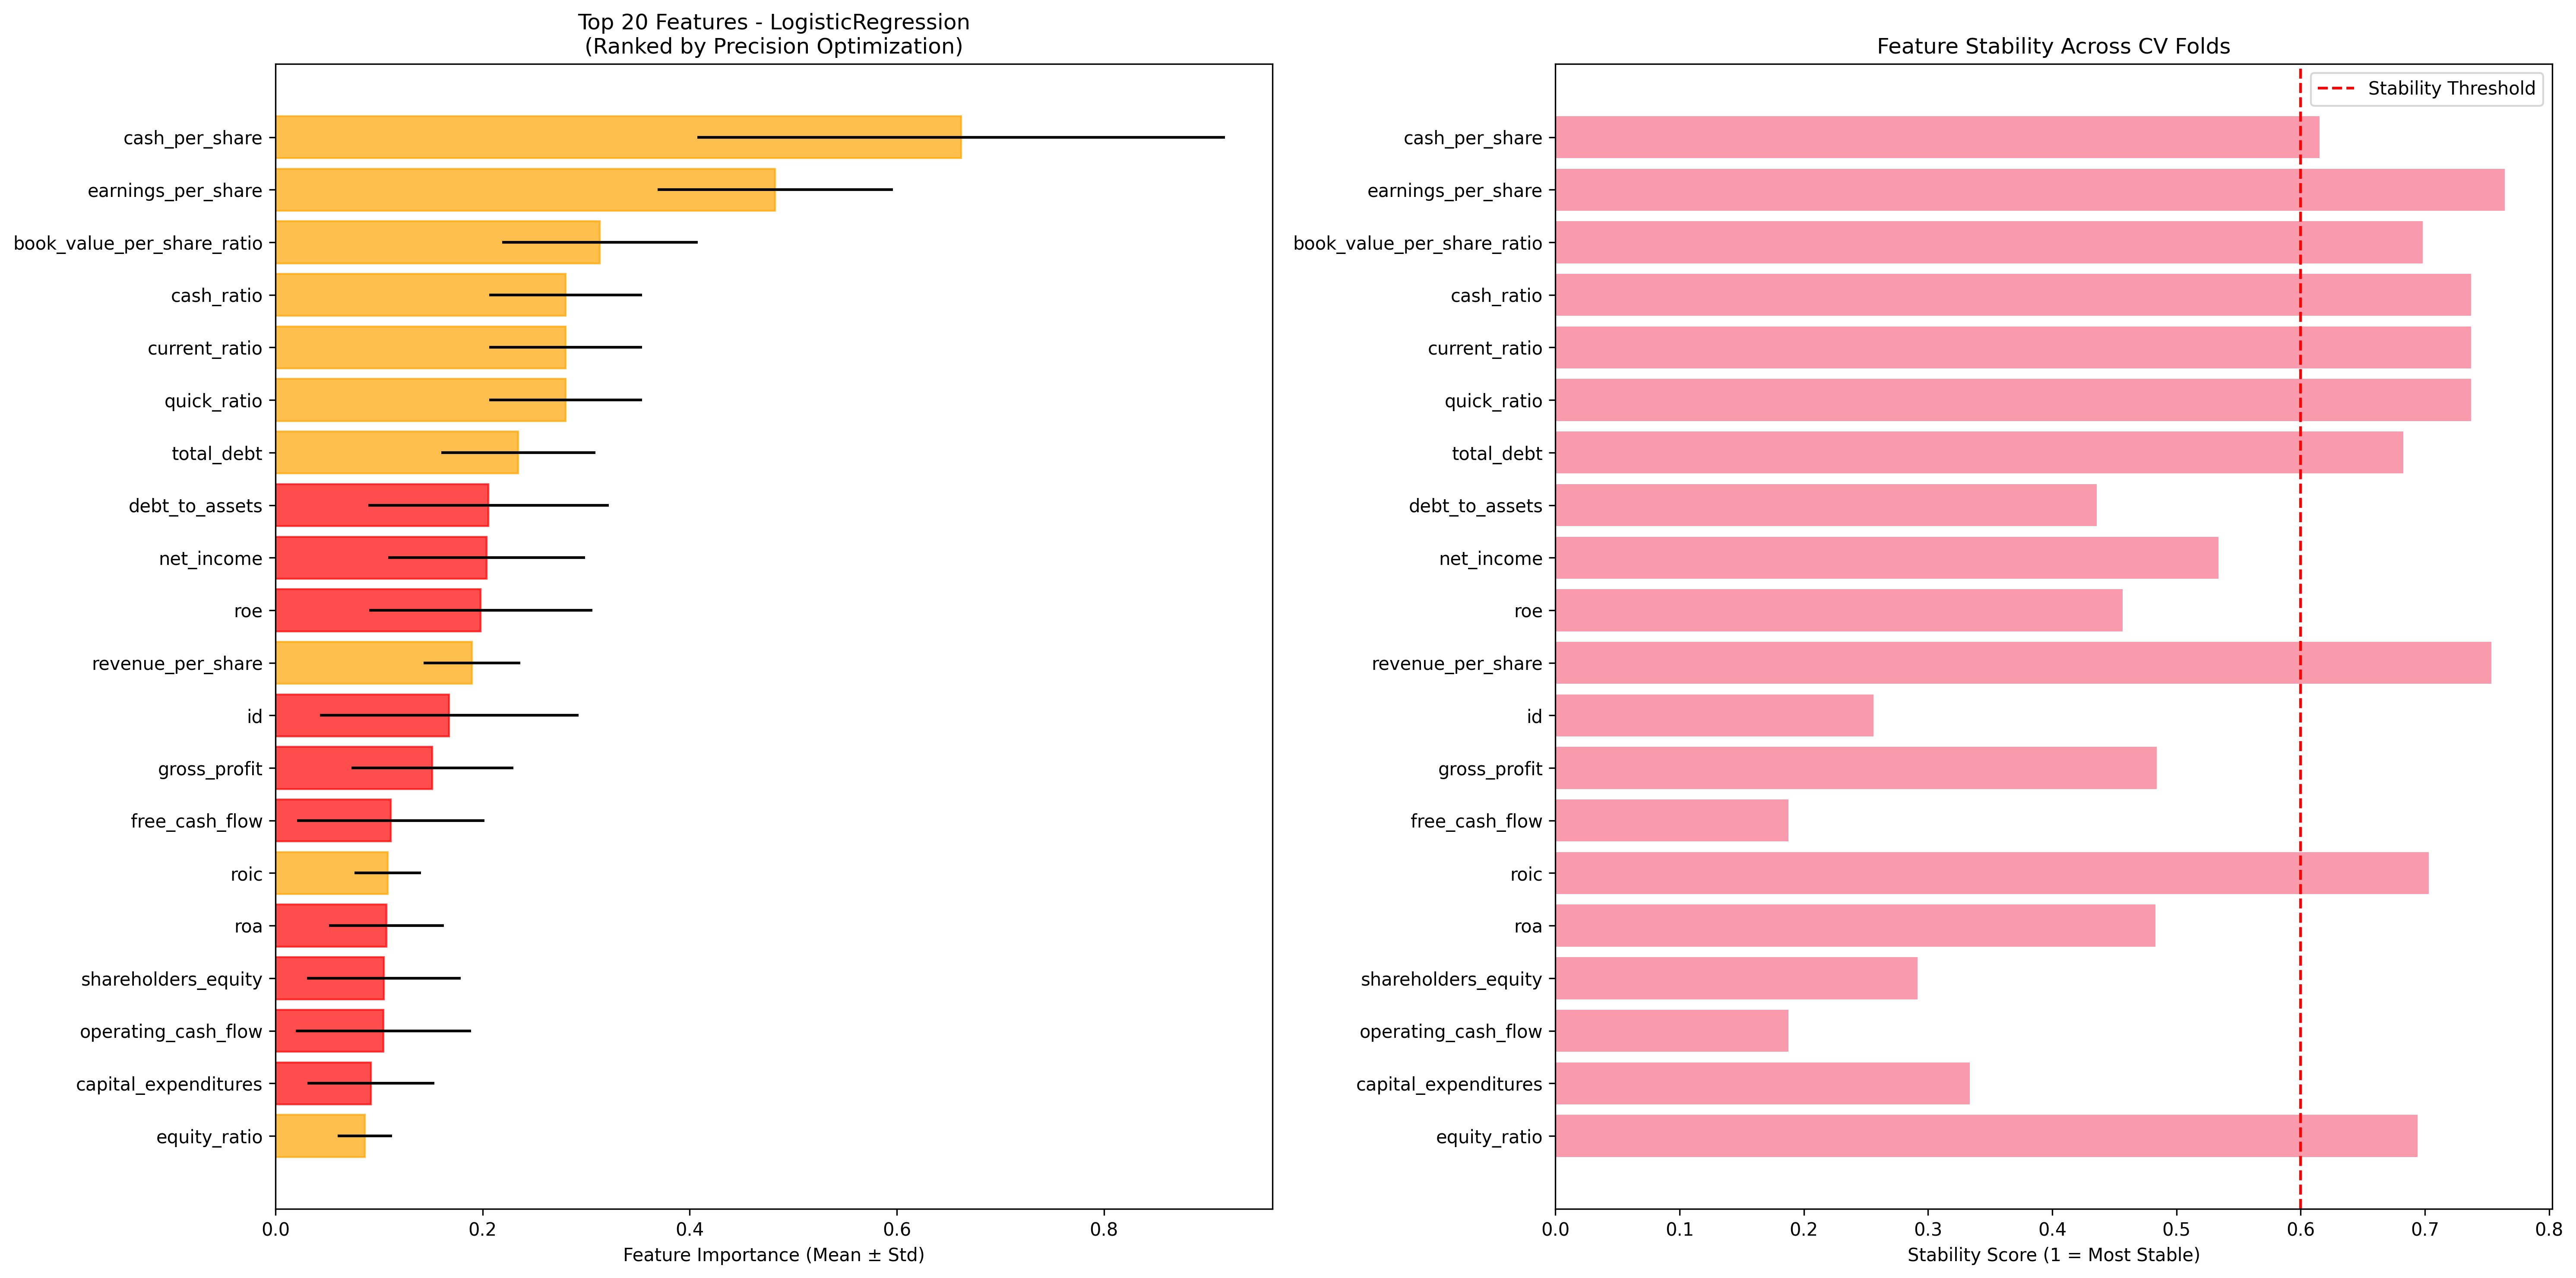 Top 20 Features - LogisticRegression
(Ranked by Precision Optimization)
cash_per_share
earnings_per_share
book_value_per_share_ratio
cash_ratio
current_ratio
quick_ratio
total_debt
debt_to_assets
net_income
roe
revenue_per_share
id
gross_profit
free_cash_flow
roic
roa
shareholders_equity
operating_cash_flow
capital_expenditures
equity_ratio
0.0 0.2 0.4 0.6 0.8
Feature Importance (Mean ± Std)
Feature Stability Across CV Folds
Stability Threshold
cash_per_share
earnings_per_share
book_value_per_share_ratio
cash_ratio
current_ratio
quick_ratio
total_debt
debt_to_assets
net_income
roe
revenue_per_share
id
gross_profit
free_cash_flow
roic
roa
shareholders_equity
operating_cash_flow
capital_expenditures
equity_ratio
0.0 0.1 0.2 0.3 0.4 0.5 0.6 0.7 0.8
Stability Score (1 = Most Stable)